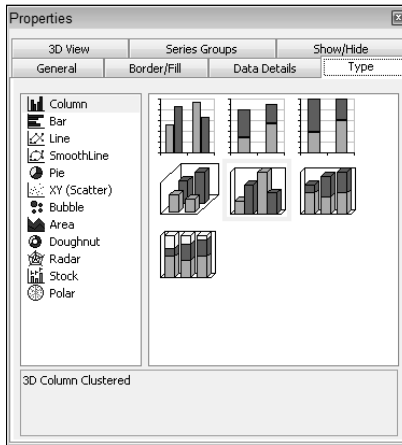 Properties
3D View Series Groups Show/Hide
General Border/Fill Data Details Type
Column
Bar
Line
SmoothLine
Pie
XY (Scatter)
Bubble
Area
Doughnut
Radar
Stock
Polar
3D Column Clustered